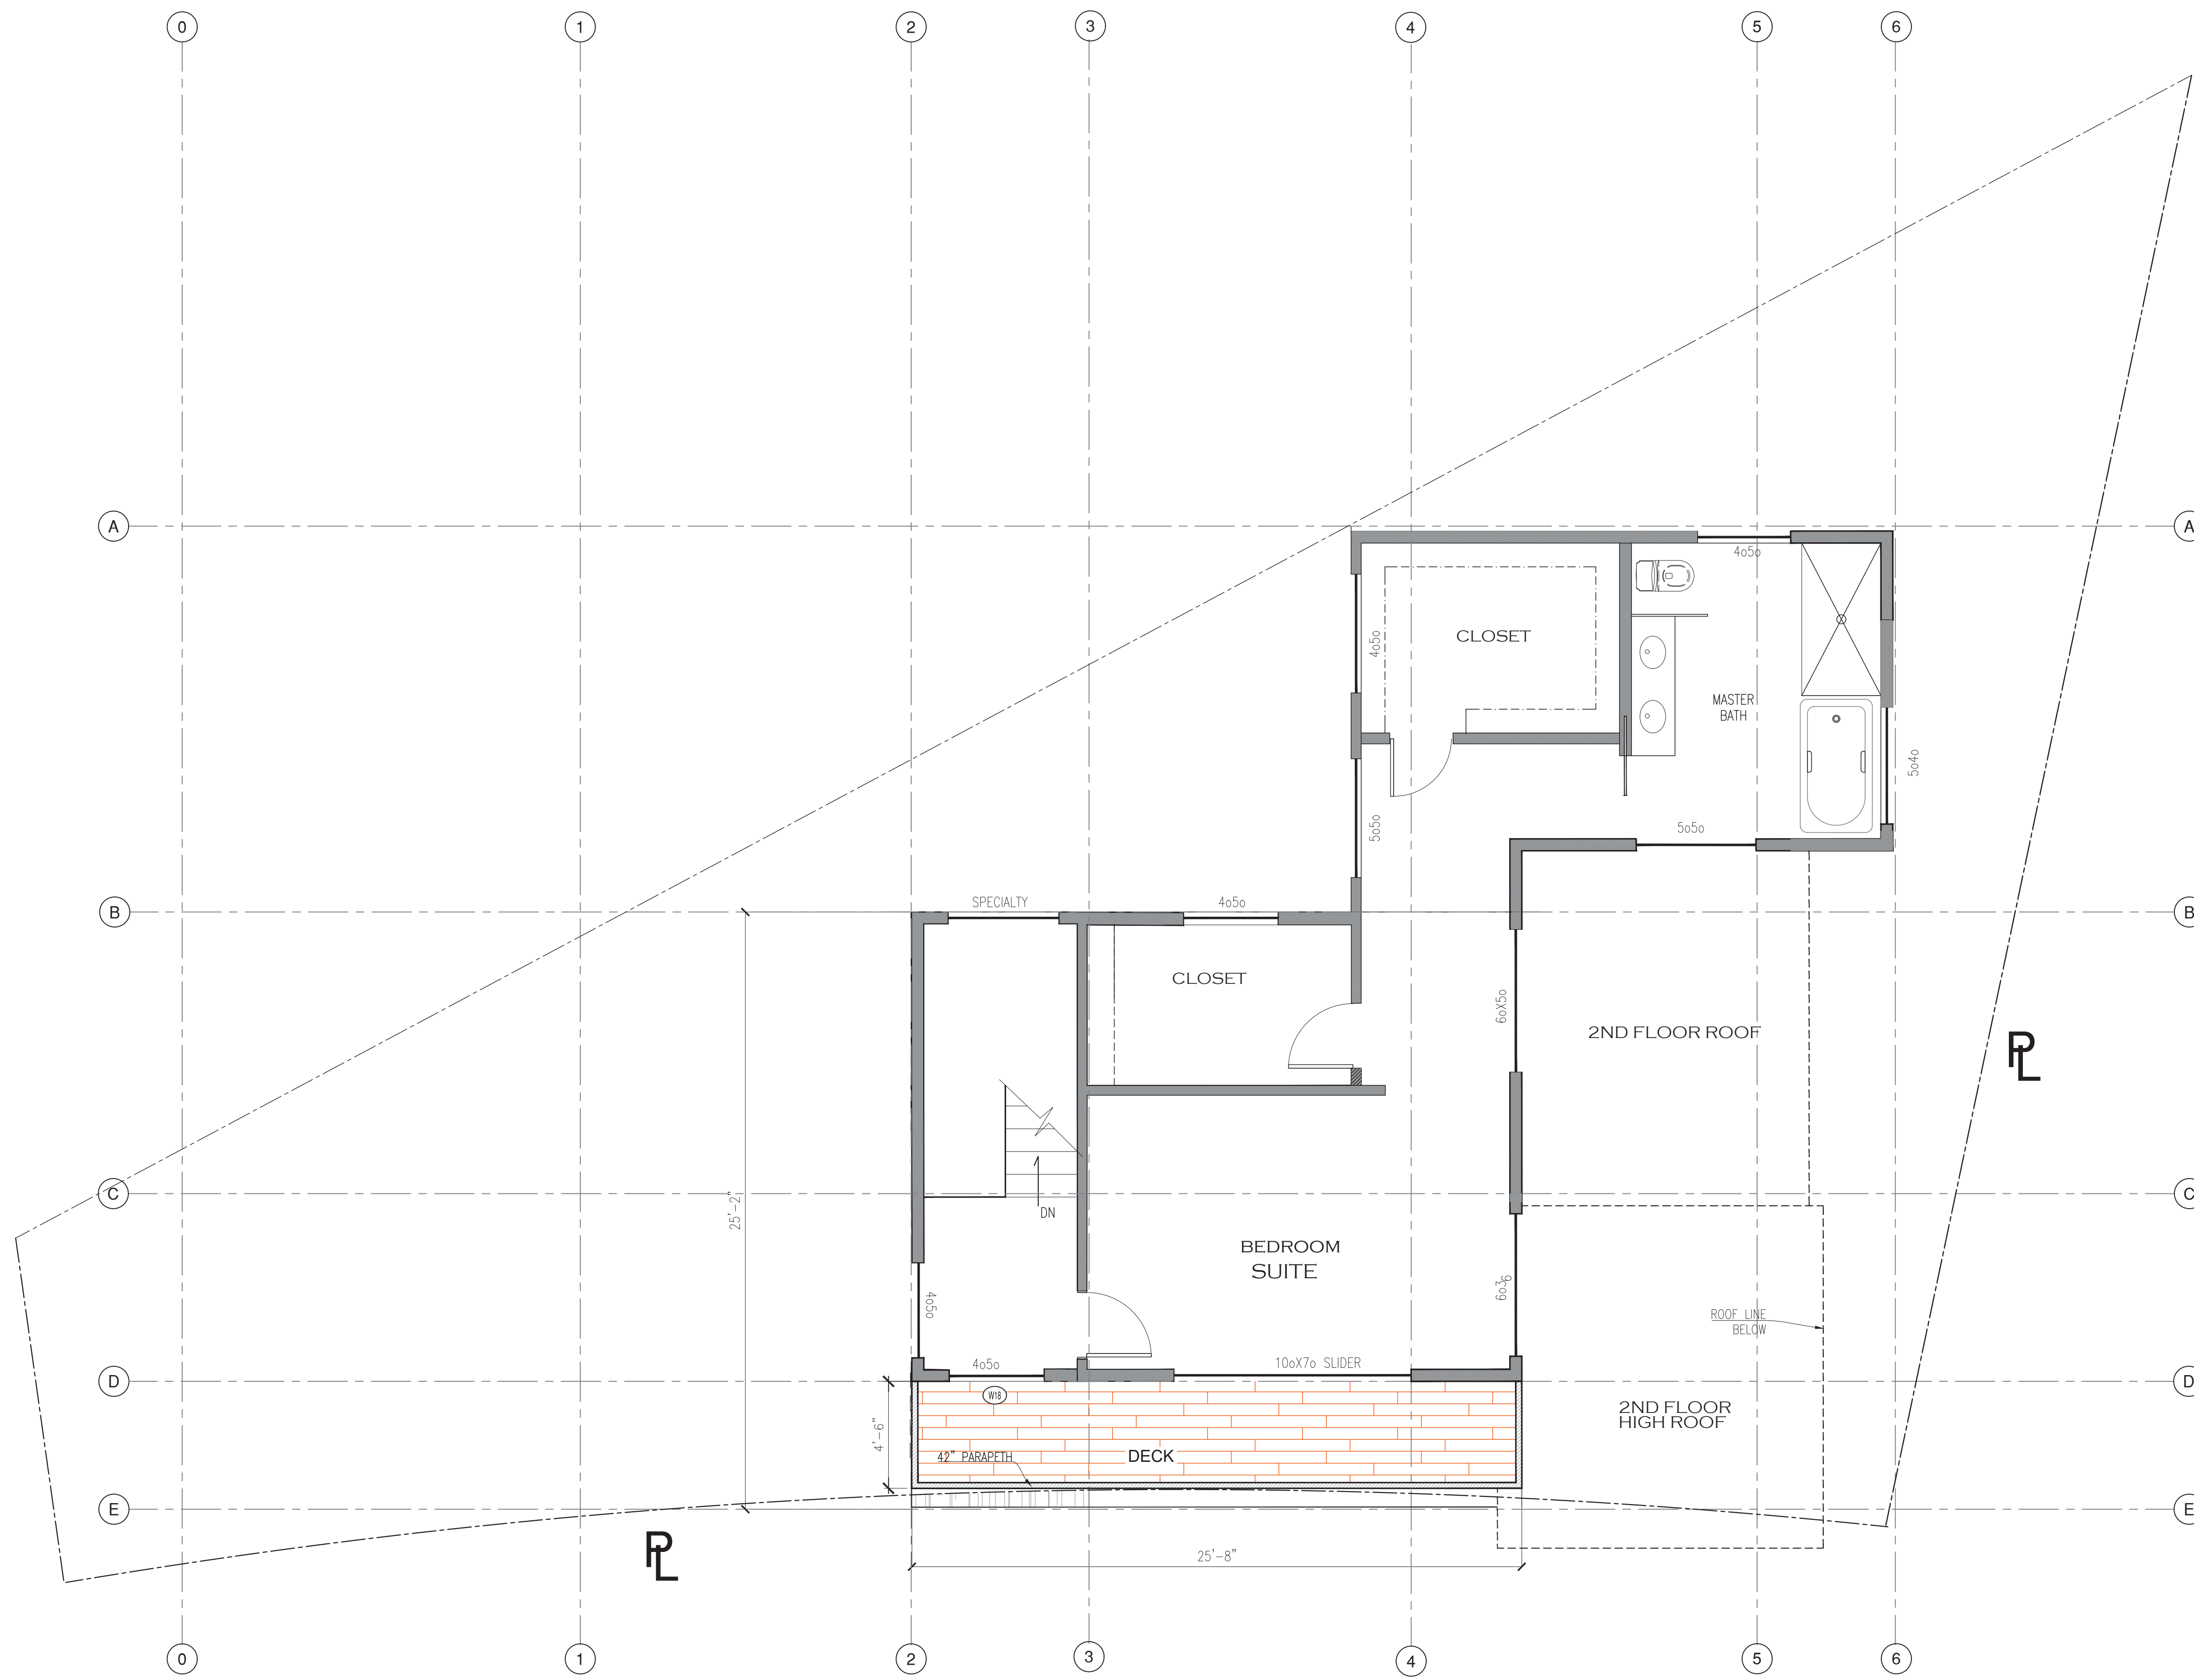 0 1 2 3 4 5 6
A A
4o5o
CLOSET
4o5o
MASTER
BATH
5o4o
5o5o
5o5o
B B
SPECIALTY
4o5o
CLOSET
6oX5o
2ND FLOOR ROOF
PL
C C
25'-2"
DN
BEDROOM
SUITE
6o36
4o5o
ROOF LINE
BELOW
4o5o
10oX7o SLIDER
D D
W18
4'-6"
42" PARAPETH
DECK
2ND FLOOR
HIGH ROOF
E E
PL
25'-8"
0 1 2 3 4 5 6